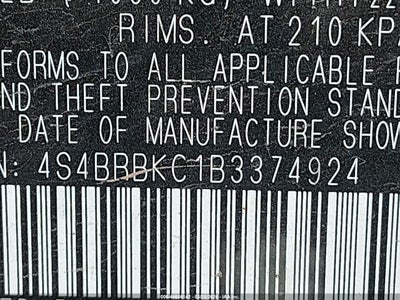 RIMS. AT 210 KPA
FORMS TO ALL APPLICABLE F
ND THEFT PREVENTION STAND
DATE OF MANUFACTURE SHOW
N: 4S4BRBKC1B3374924